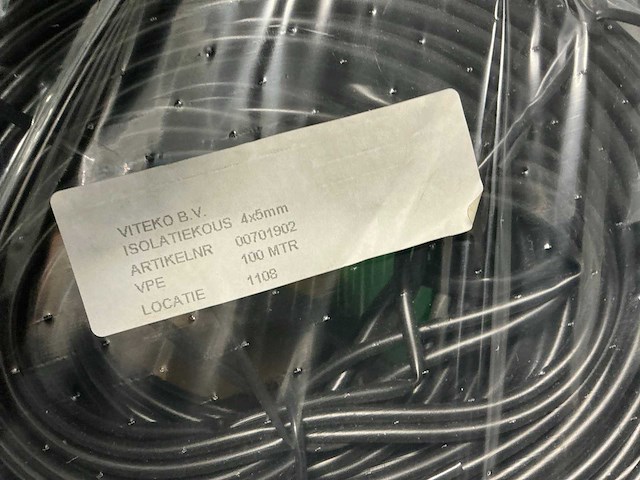 VITEKO B.V.
ISOLATIEKOUS 4x5mm
ARTIKELNR 00701902
VPE 100 MTR
LOCATIE 1108